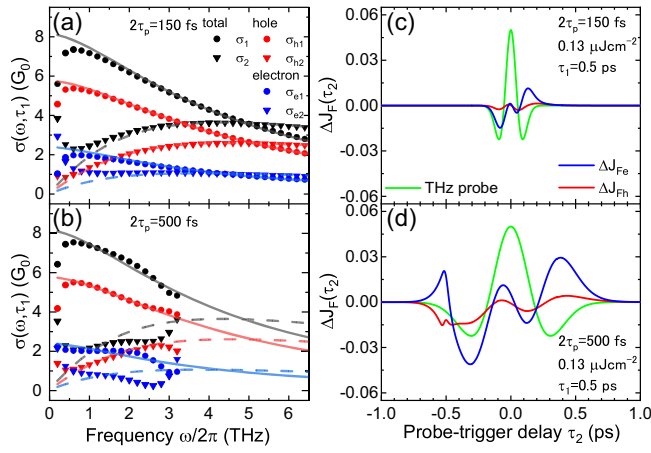 (a)
2τp=150 fs
total
hole
σ1
σh1
σ2
σh2
electron
σe1
σe2
8
6
4
2
0
σ(ω,τ1) (G0)
(b)
2τp=500 fs
8
6
4
2
0
σ(ω,τ1) (G0)
0 1 2 3 4 5 6
Frequency ω/2π (THz)
(c)
2τp=150 fs
0.13 μJcm−2
τ1=0.5 ps
0.06
0.03
0.00
-0.03
-0.06
ΔJF(τ2)
THz probe
ΔJFe
ΔJFh
(d)
0.03
0.00
-0.03
-0.06
ΔJF(τ2)
2τp=500 fs
0.13 μJcm−2
τ1=0.5 ps
-1.0 -0.5 0.0 0.5 1.0
Probe-trigger delay τ2 (ps)